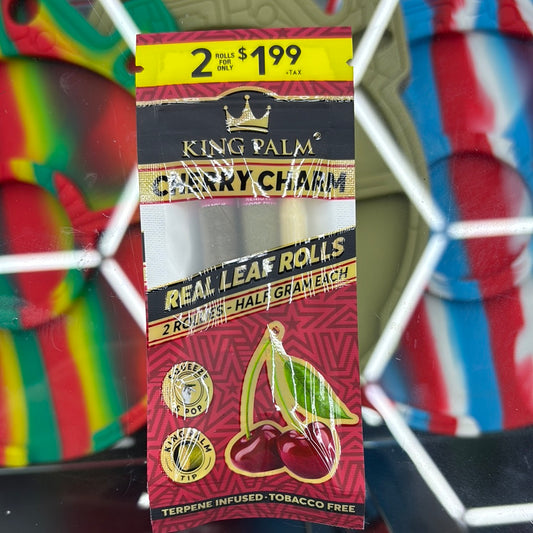 2 ROLLS FOR ONLY $1.99 +TAX
KING PALM
CHERRY CHARM
REAL LEAF ROLLS
2 ROLLIES - HALF GRAM EACH
SQUEEZE & POP
KING PALM TIP
TERPENE INFUSED · TOBACCO FREE